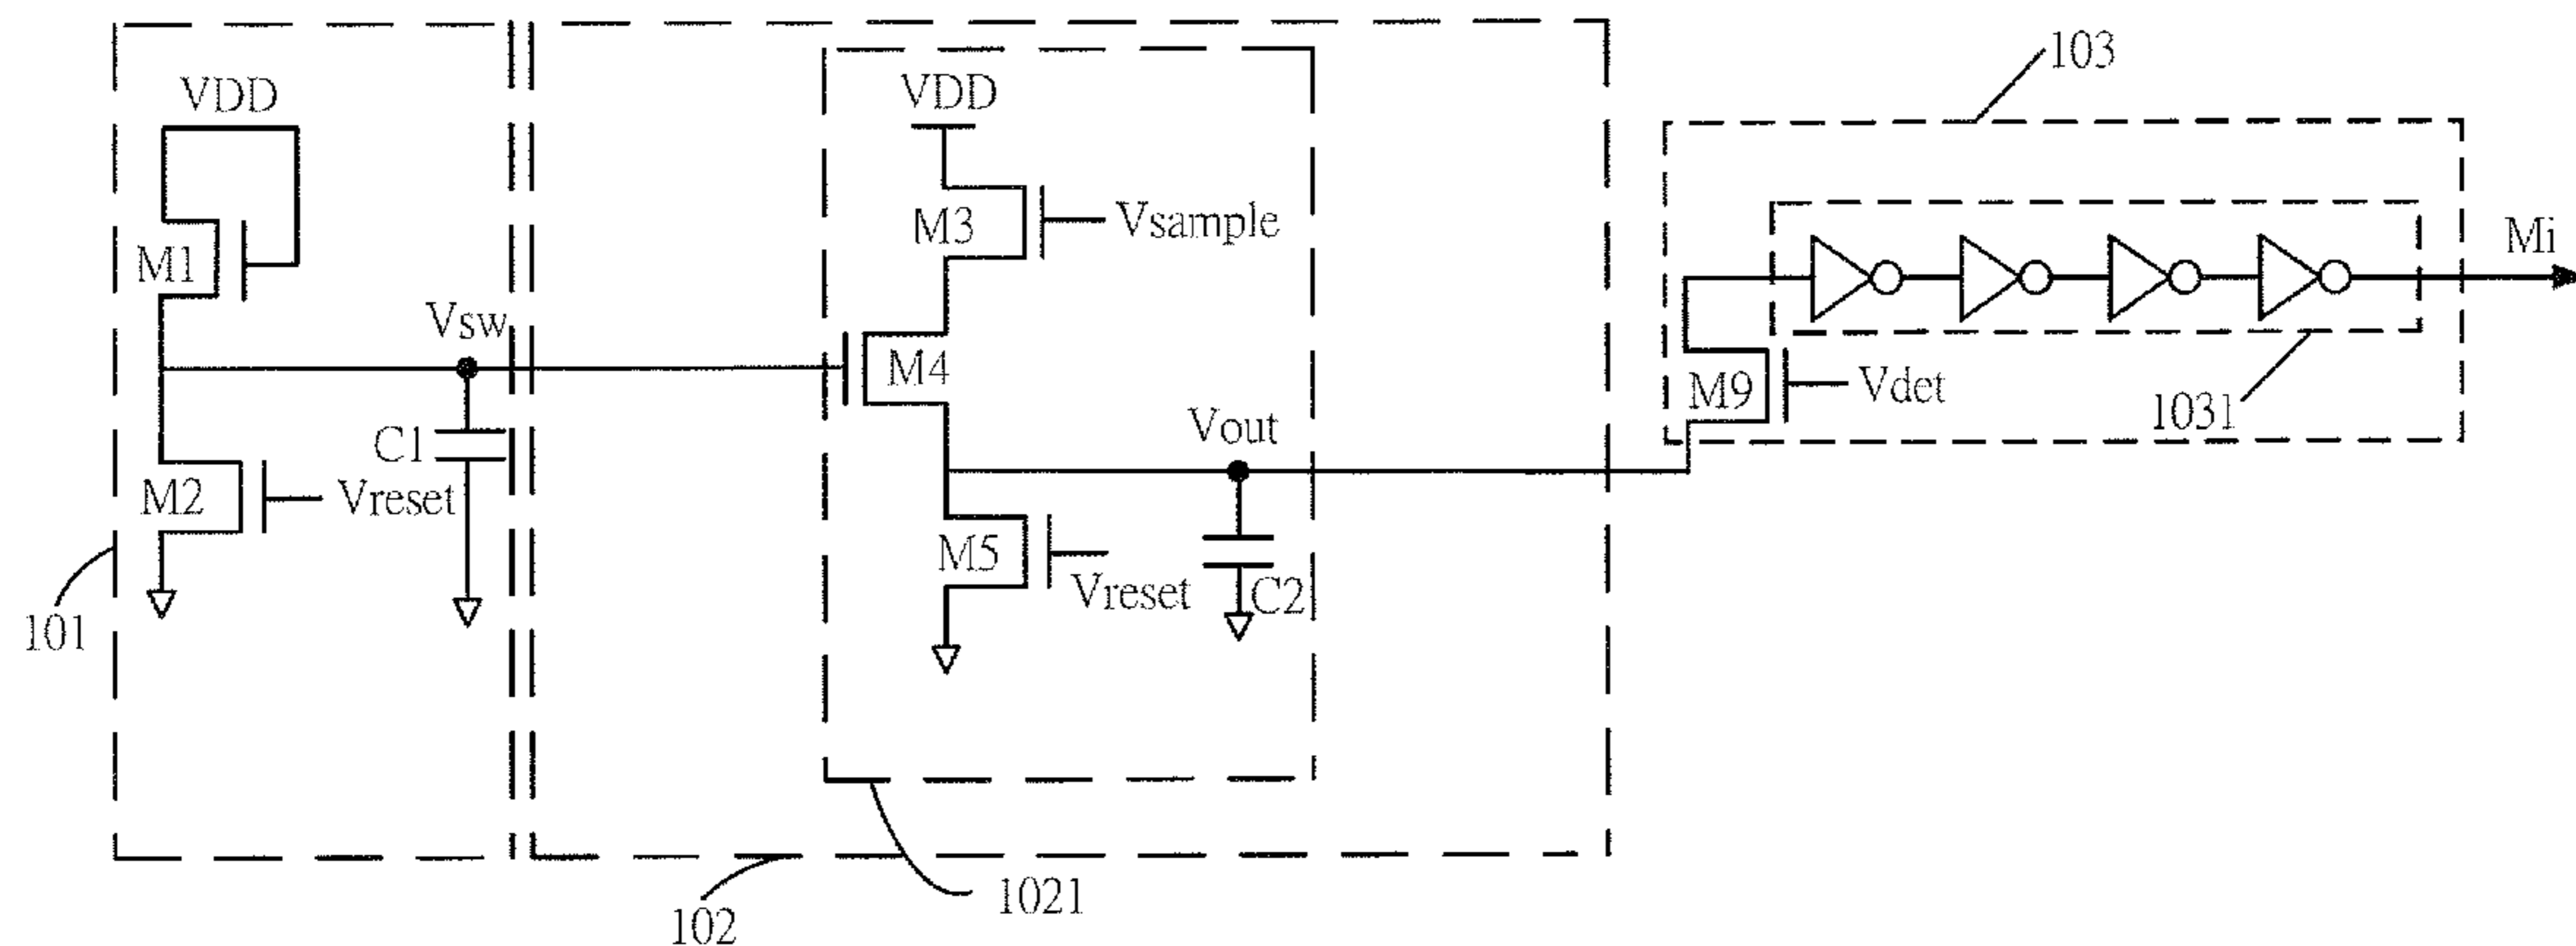 VDD
M1
Vsw
C1
M2
Vreset
101
VDD
M3
Vsample
M4
Vout
M5
Vreset
C2
1021
102
103
Mi
M9
Vdet
1031